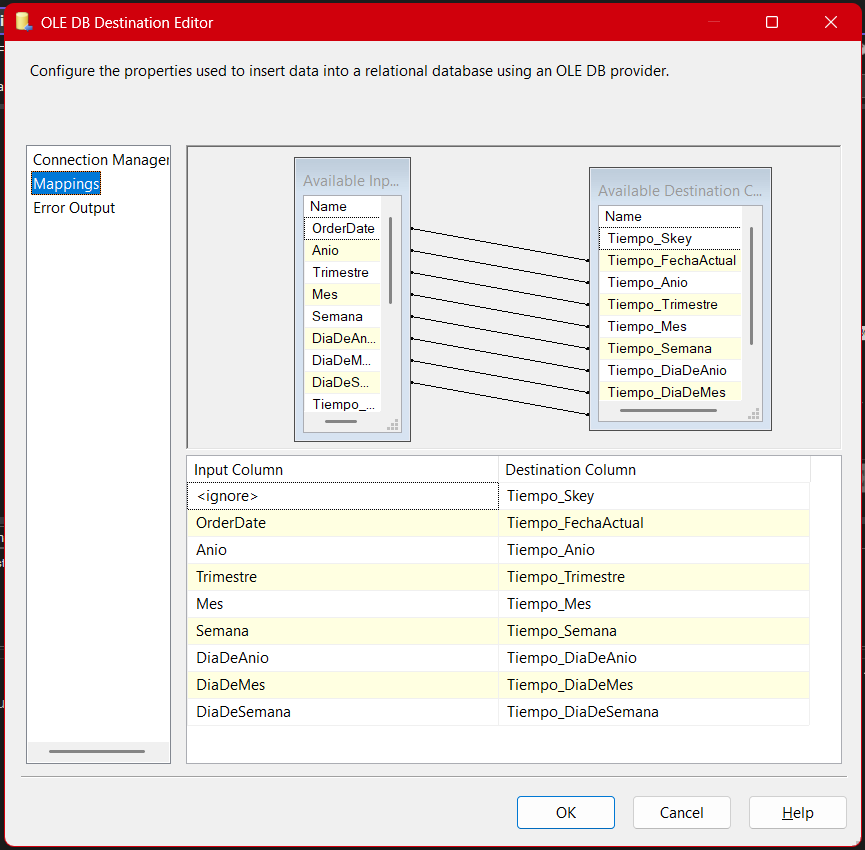 OLE DB Destination Editor
Configure the properties used to insert data into a relational database using an OLE DB provider.
Connection Manager
Mappings
Error Output
Available Inp...
Name
OrderDate
Anio
Trimestre
Mes
Semana
DiaDeAn...
DiaDeM...
DiaDeS...
Tiempo_...
Available Destination C...
Name
Tiempo_Skey
Tiempo_FechaActual
Tiempo_Anio
Tiempo_Trimestre
Tiempo_Mes
Tiempo_Semana
Tiempo_DiaDeAnio
Tiempo_DiaDeMes
Input Column Destination Column
<ignore> Tiempo_Skey
OrderDate Tiempo_FechaActual
Anio Tiempo_Anio
Trimestre Tiempo_Trimestre
Mes Tiempo_Mes
Semana Tiempo_Semana
DiaDeAnio Tiempo_DiaDeAnio
DiaDeMes Tiempo_DiaDeMes
DiaDeSemana Tiempo_DiaDeSemana
OK Cancel Help